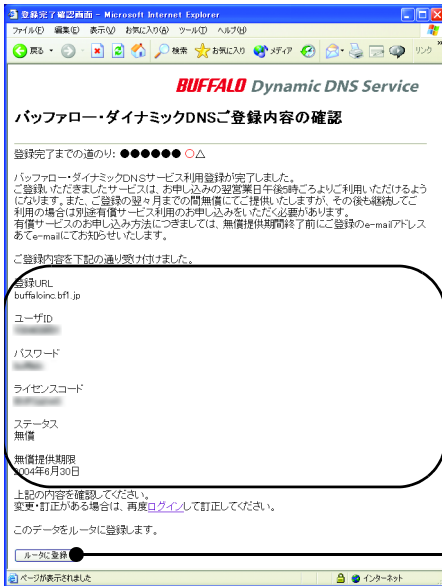 登録完了確認画面 - Microsoft Internet Explorer
ファイル(F) 編集(E) 表示(V) お気に入り(A) ツール(T) ヘルプ(H)
戻る 検索 お気に入り メディア リンク
BUFFALO Dynamic DNS Service
バッファロー・ダイナミックDNSご登録内容の確認
登録完了までの道のり: ●●●●●● ○△
バッファロー・ダイナミックDNSサービス利用登録が完了しました。
ご登録いただきましたサービスは、お申し込みの翌営業日午後5時ごろよりご利用いただけるよう
になります。また、ご登録の翌々月までの間無償にてご提供いたしますが、その後も継続してご
利用の場合は別途有償サービス利用のお申し込みをいただく必要があります。
有償サービスのお申し込み方法につきましては、無償提供期間終了前にご登録のe-mailアドレス
あてe-mailにてお知らせいたします。
ご登録内容を下記の通り受け付けました。
登録URL
buffaloinc.bf1.jp
ユーザID
パスワード
ライセンスコード
ステータス
無償
無償提供期限
2004年6月30日
上記の内容を確認してください。
変更・訂正がある場合は、再度ログインして訂正してください。
このデータをルータに登録します。
ルータに登録
ページが表示されました インターネット